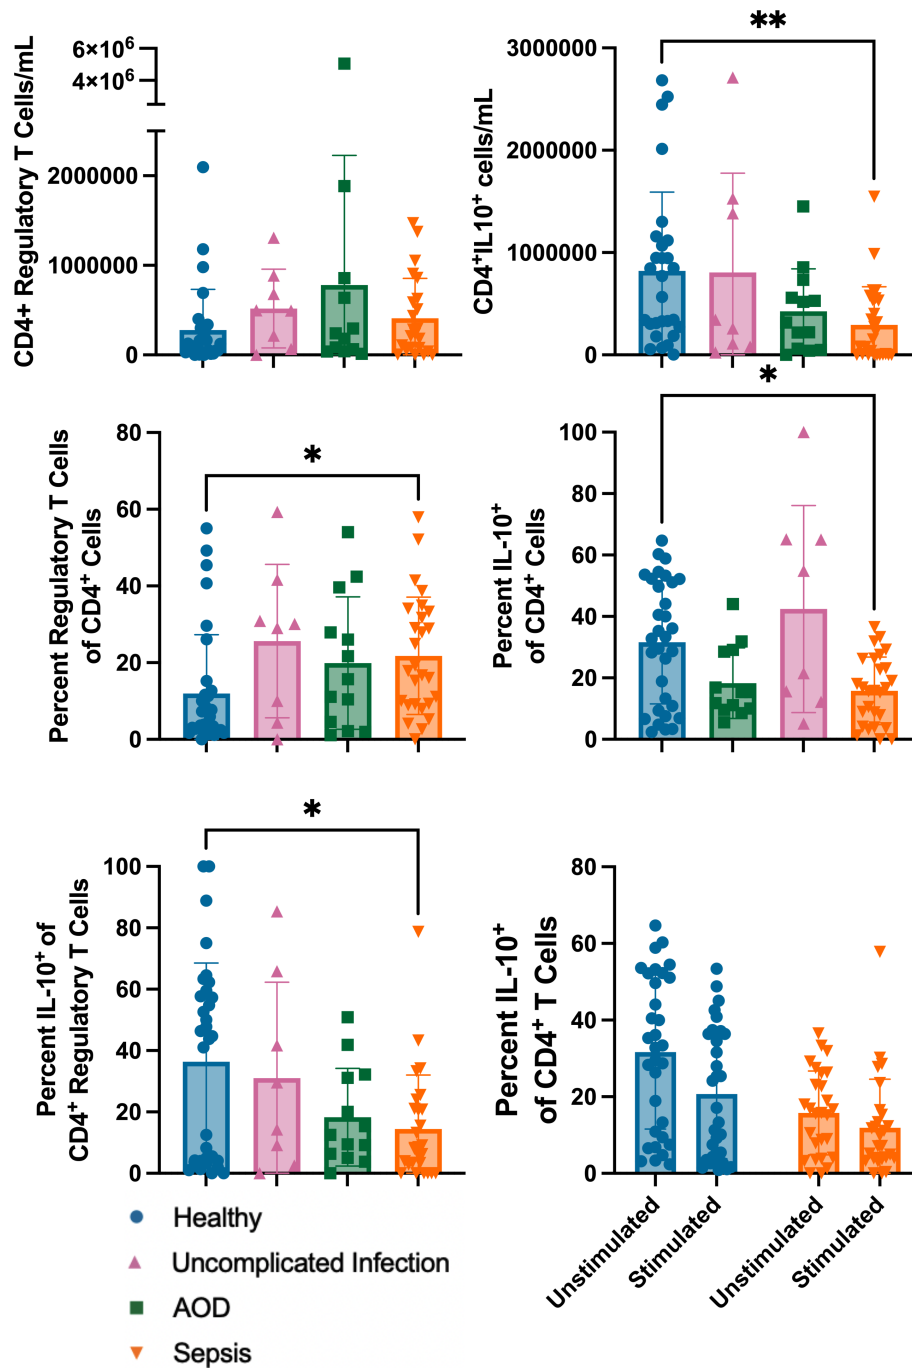 CD4+ Regulatory T Cells/mL
6×10⁶
4×10⁶
2000000
1000000
0
**
CD4⁺IL10⁺ cells/mL
3000000
2000000
1000000
0
*
Percent Regulatory T Cells
of CD4⁺ Cells
80
60
40
20
0
*
Percent IL-10⁺
of CD4⁺ Cells
100
80
60
40
20
0
*
Percent IL-10⁺ of
CD4⁺ Regulatory T Cells
100
80
60
40
20
0
Percent IL-10⁺
of CD4⁺ T Cells
80
60
40
20
0
Unstimulated
Stimulated
Unstimulated
Stimulated
Healthy
Uncomplicated Infection
AOD
Sepsis